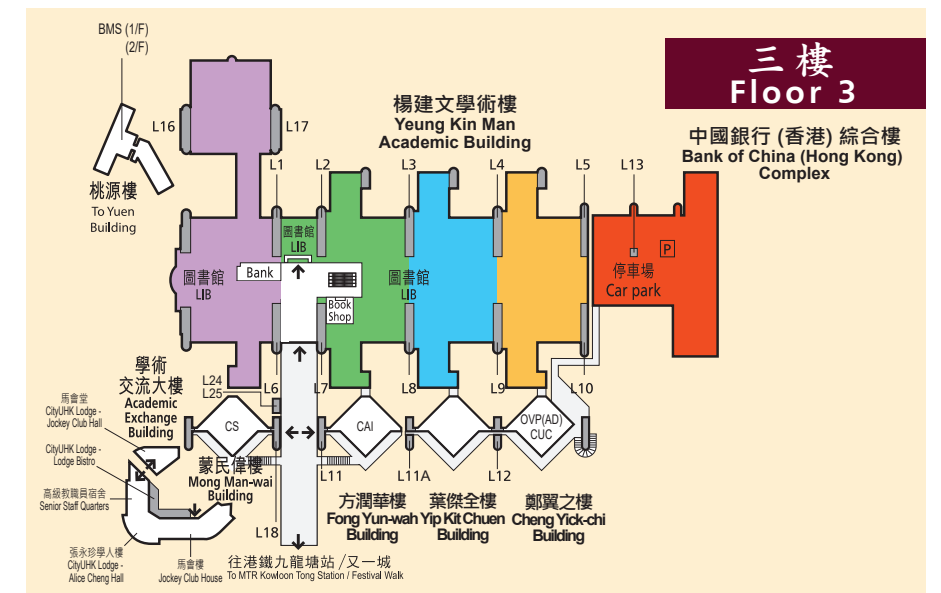 BMS (1/F)
(2/F)
三樓
Floor 3
楊建文學術樓
Yeung Kin Man
Academic Building
中國銀行 (香港) 綜合樓
Bank of China (Hong Kong)
Complex
L16
L17
L1
L2
L3
L4
L5
L13
桃源樓
To Yuen
Building
圖書館
LIB
P
圖書館
LIB
Bank
圖書館
LIB
停車場
Car park
Book
Shop
學術
交流大樓
Academic
Exchange
Building
L24
L25
L6
L7
L8
L9
L10
馬會堂
CityUHK Lodge -
Jockey Club Hall
CS
CAI
OVP(AD)
CUC
CityUHK Lodge -
Lodge Bistro
蒙民偉樓
Mong Man-wai
Building
L11
L11A
L12
高級教職員宿舍
Senior Staff Quarters
方潤華樓
Fong Yun-wah
Building
葉傑全樓
Yip Kit Chuen
Building
鄭翼之樓
Cheng Yick-chi
Building
L18
張永珍學人樓
CityUHK Lodge -
Alice Cheng Hall
馬會樓
Jockey Club House
往港鐵九龍塘站 /又一城
To MTR Kowloon Tong Station / Festival Walk